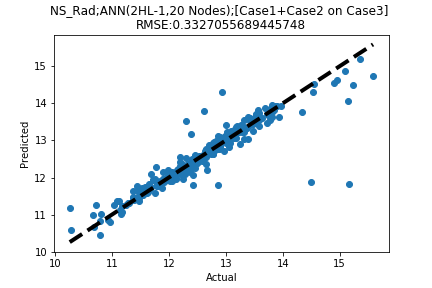 NS_Rad;ANN(2HL-1,20 Nodes);[Case1+Case2 on Case3]
RMSE:0.3327055689445748
15
14
13
12
11
10
Predicted
10 11 12 13 14 15
Actual